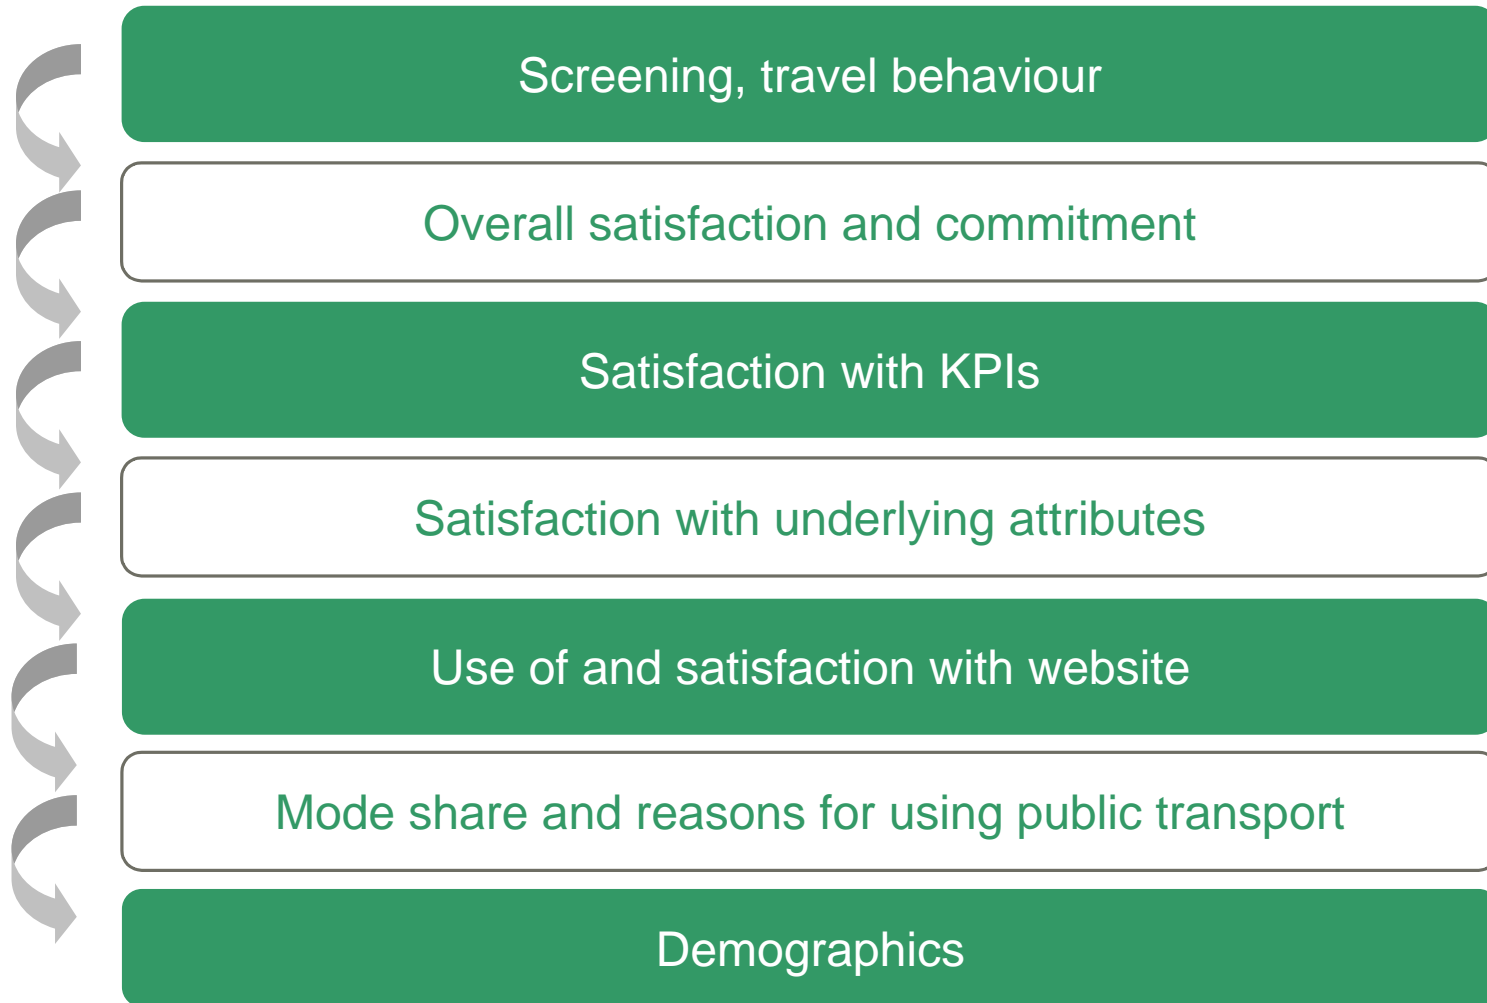 Screening, travel behaviour
Overall satisfaction and commitment
Satisfaction with KPIs
Satisfaction with underlying attributes
Use of and satisfaction with website
Mode share and reasons for using public transport
Demographics